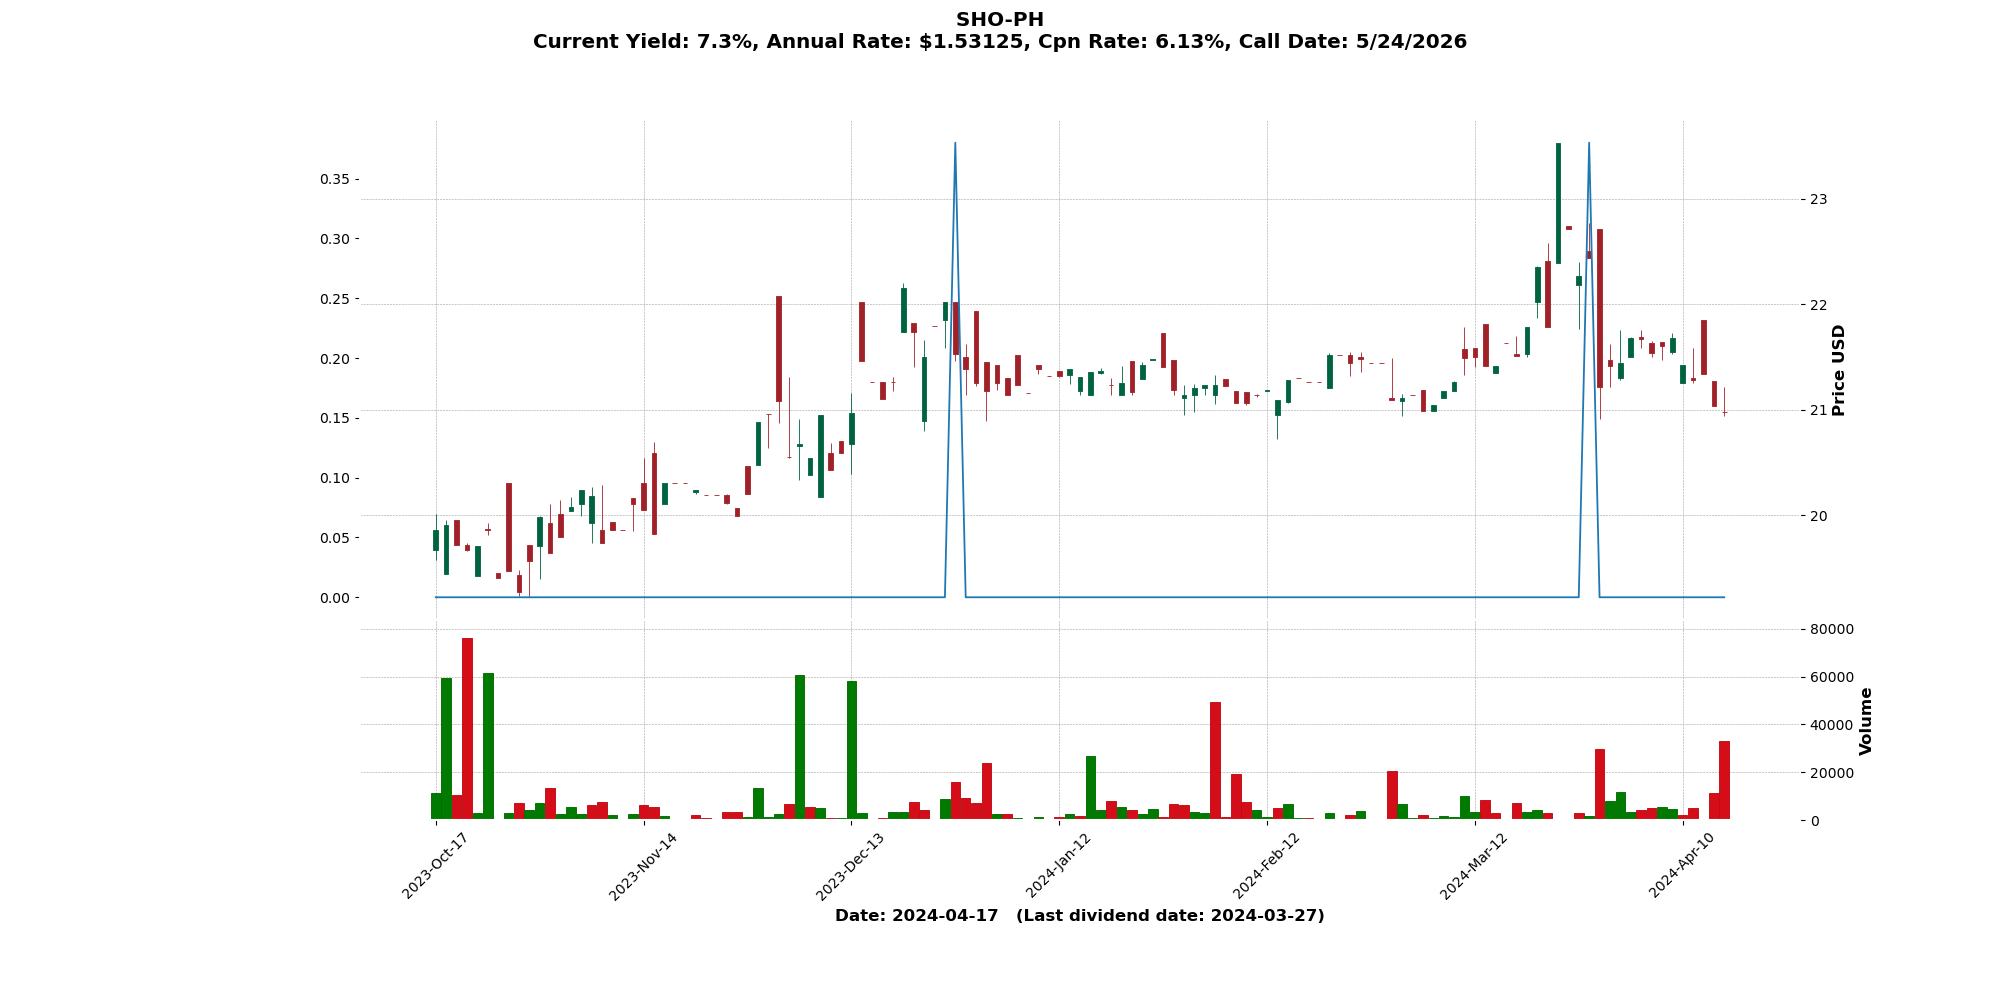 SHO-PH
Current Yield: 7.3%, Annual Rate: $1.53125, Cpn Rate: 6.13%, Call Date: 5/24/2026
0.35
0.30
0.25
0.20
0.15
0.10
0.05
0.00
23
22
21
20
Price USD
80000
60000
40000
20000
0
Volume
2023-Oct-17
2023-Nov-14
2023-Dec-13
2024-Jan-12
2024-Feb-12
2024-Mar-12
2024-Apr-10
Date: 2024-04-17   (Last dividend date: 2024-03-27)